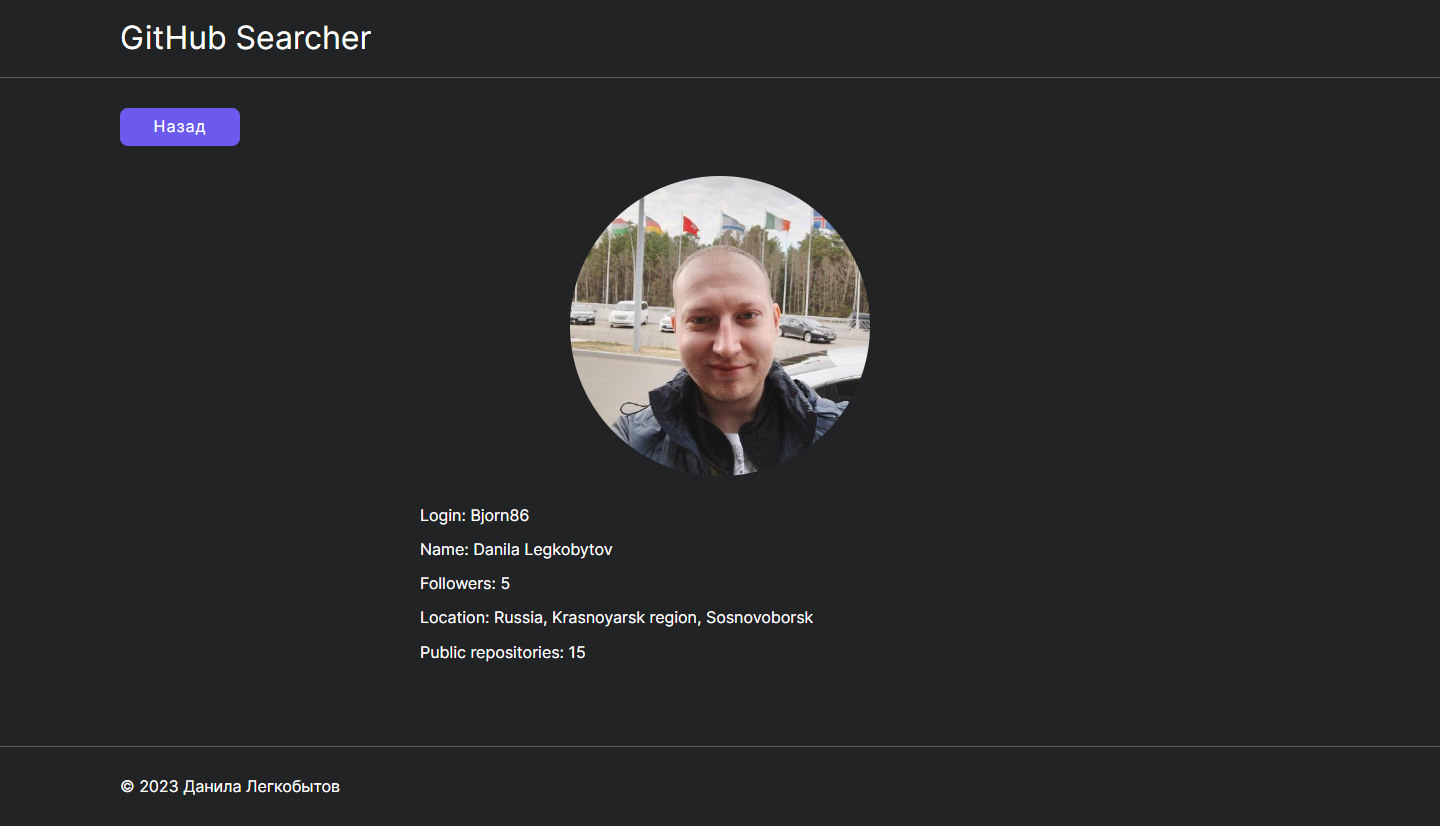 GitHub Searcher
Назад
Login: Bjorn86
Name: Danila Legkobytov
Followers: 5
Location: Russia, Krasnoyarsk region, Sosnovoborsk
Public repositories: 15
© 2023 Данила Легкобытов